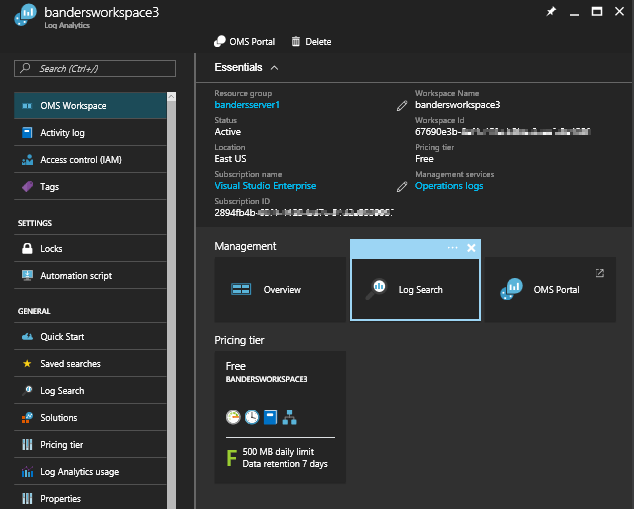 bandersworkspace3
Log Analytics
OMS Portal
Delete
Search (Ctrl+/)
OMS Workspace
Activity log
Access control (IAM)
Tags
SETTINGS
Locks
Automation script
GENERAL
Quick Start
Saved searches
Log Search
Solutions
Pricing tier
Log Analytics usage
Properties
Essentials
Resource group
bandersserver1
Status
Active
Location
East US
Subscription name
Visual Studio Enterprise
Subscription ID
2894fb4b-
Workspace Name
bandersworkspace3
Workspace Id
67690e3b-
Pricing tier
Free
Management services
Operations logs
Management
Overview
Log Search
OMS Portal
Pricing tier
Free
BANDERSWORKSPACE3
F
500 MB daily limit
Data retention 7 days